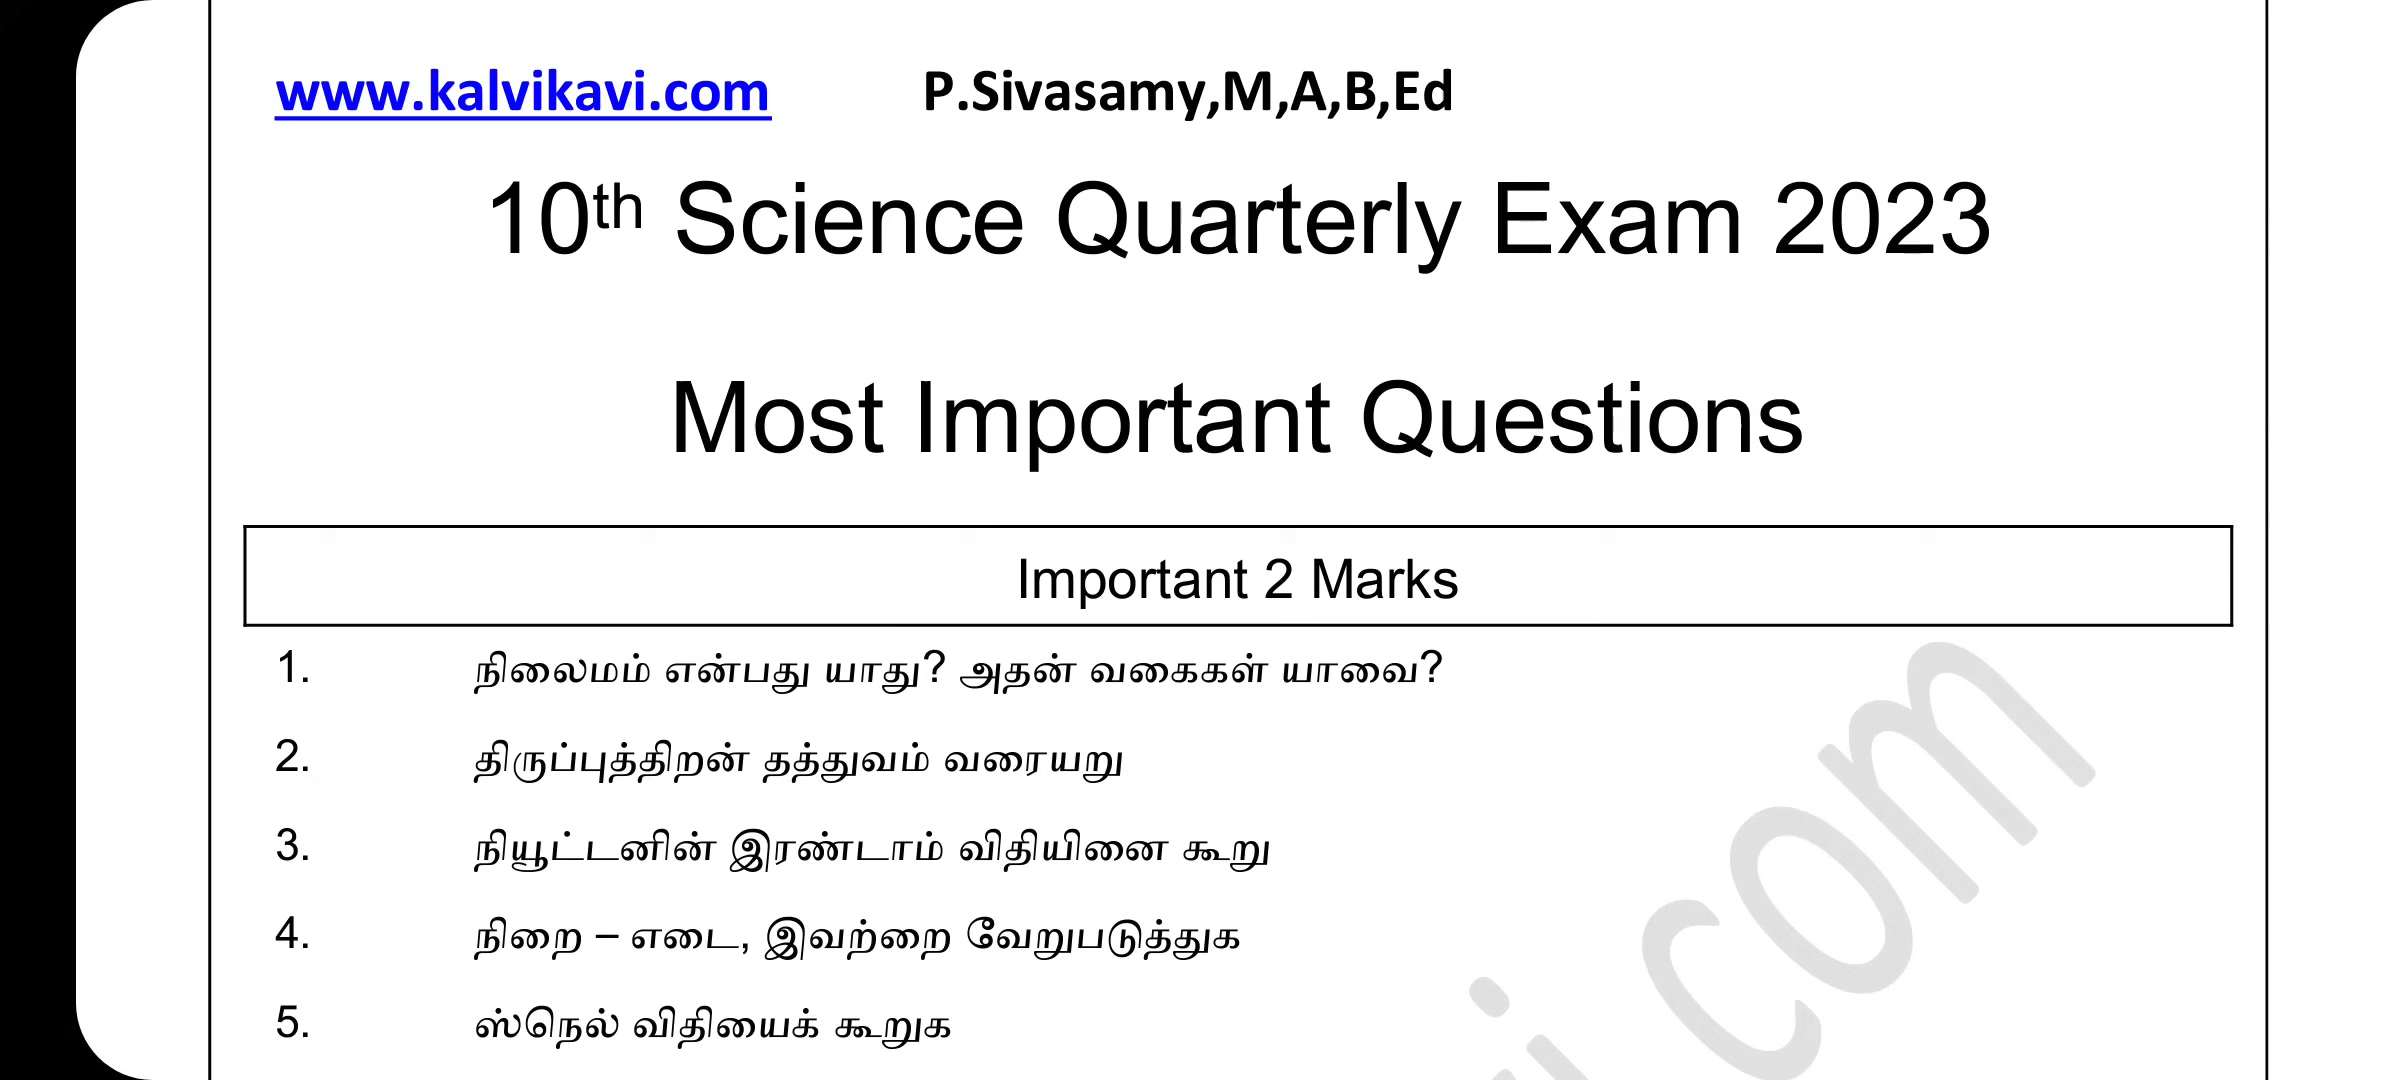 www.kalvikavi.com P.Sivasamy,M,A,B,Ed
10th Science Quarterly Exam 2023
Most Important Questions
Important 2 Marks
1. நிலைமம் என்பது யாது? அதன் வகைகள் யாவை?
2. திருப்புத்திறன் தத்துவம் வரையறு
3. நியூட்டனின் இரண்டாம் விதியினை கூறு
4. நிறை – எடை, இவற்றை வேறுபடுத்துக
5. ஸ்நெல் விதியைக் கூறுக
com